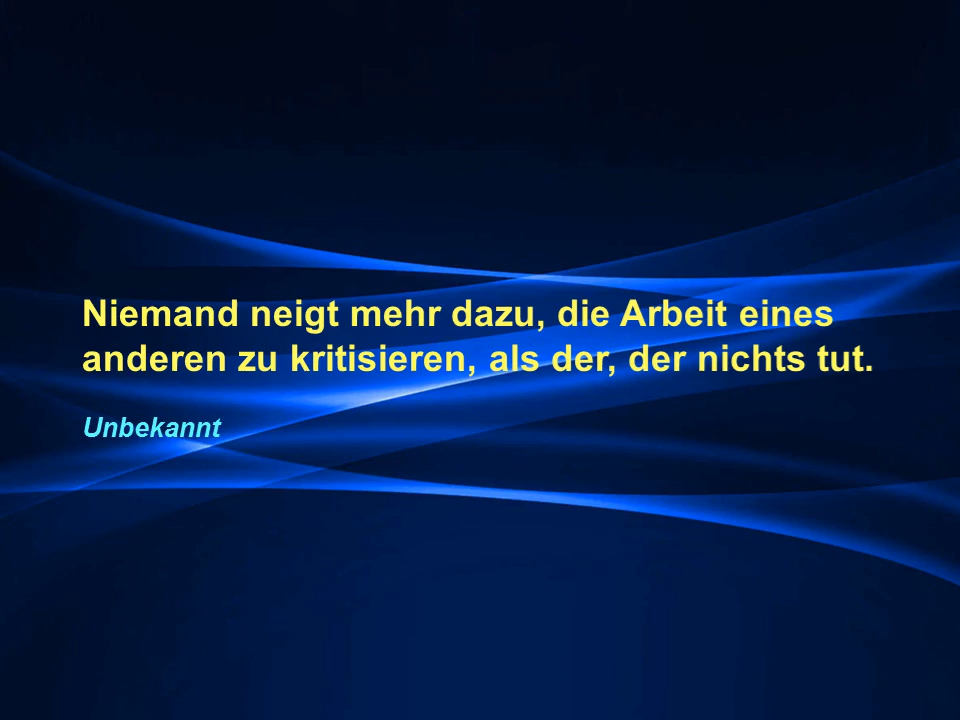 Niemand neigt mehr dazu, die Arbeit eines
anderen zu kritisieren, als der, der nichts tut.
Unbekannt